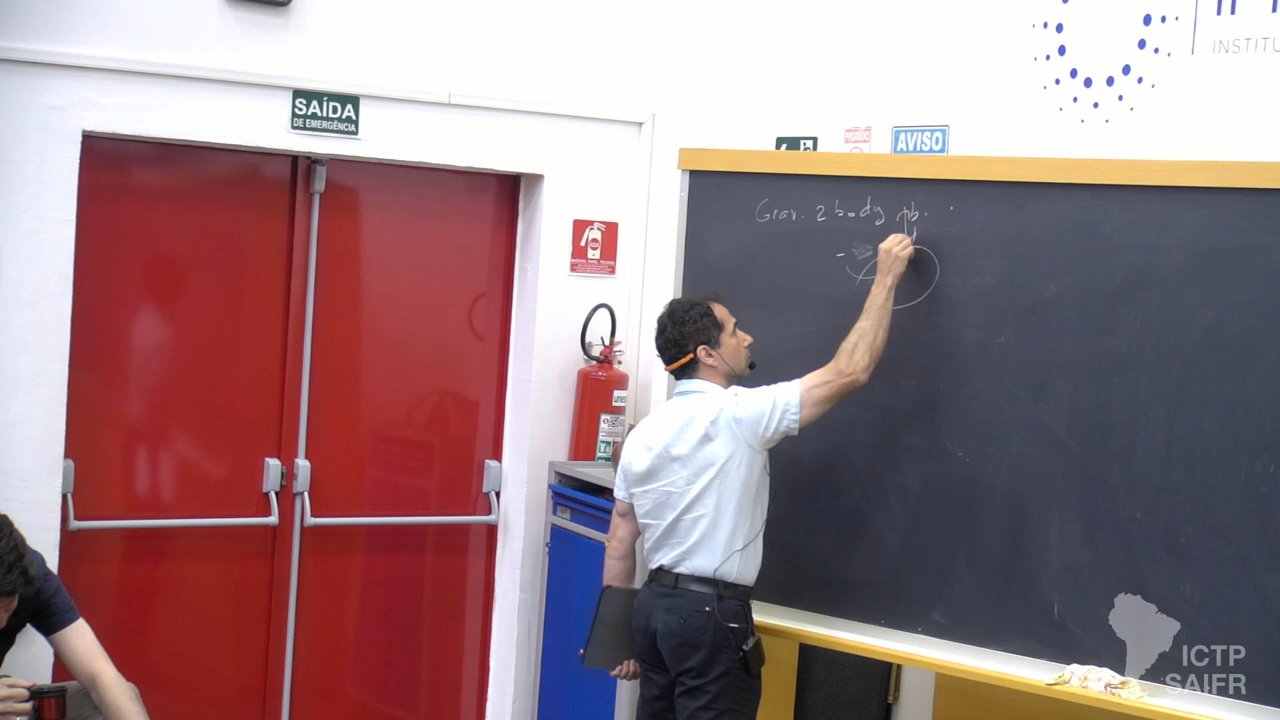 INSTITU
SAÍDA
DE EMERGÊNCIA
AVISO
Grav. 2 body pb.
ICTP
SAIFR